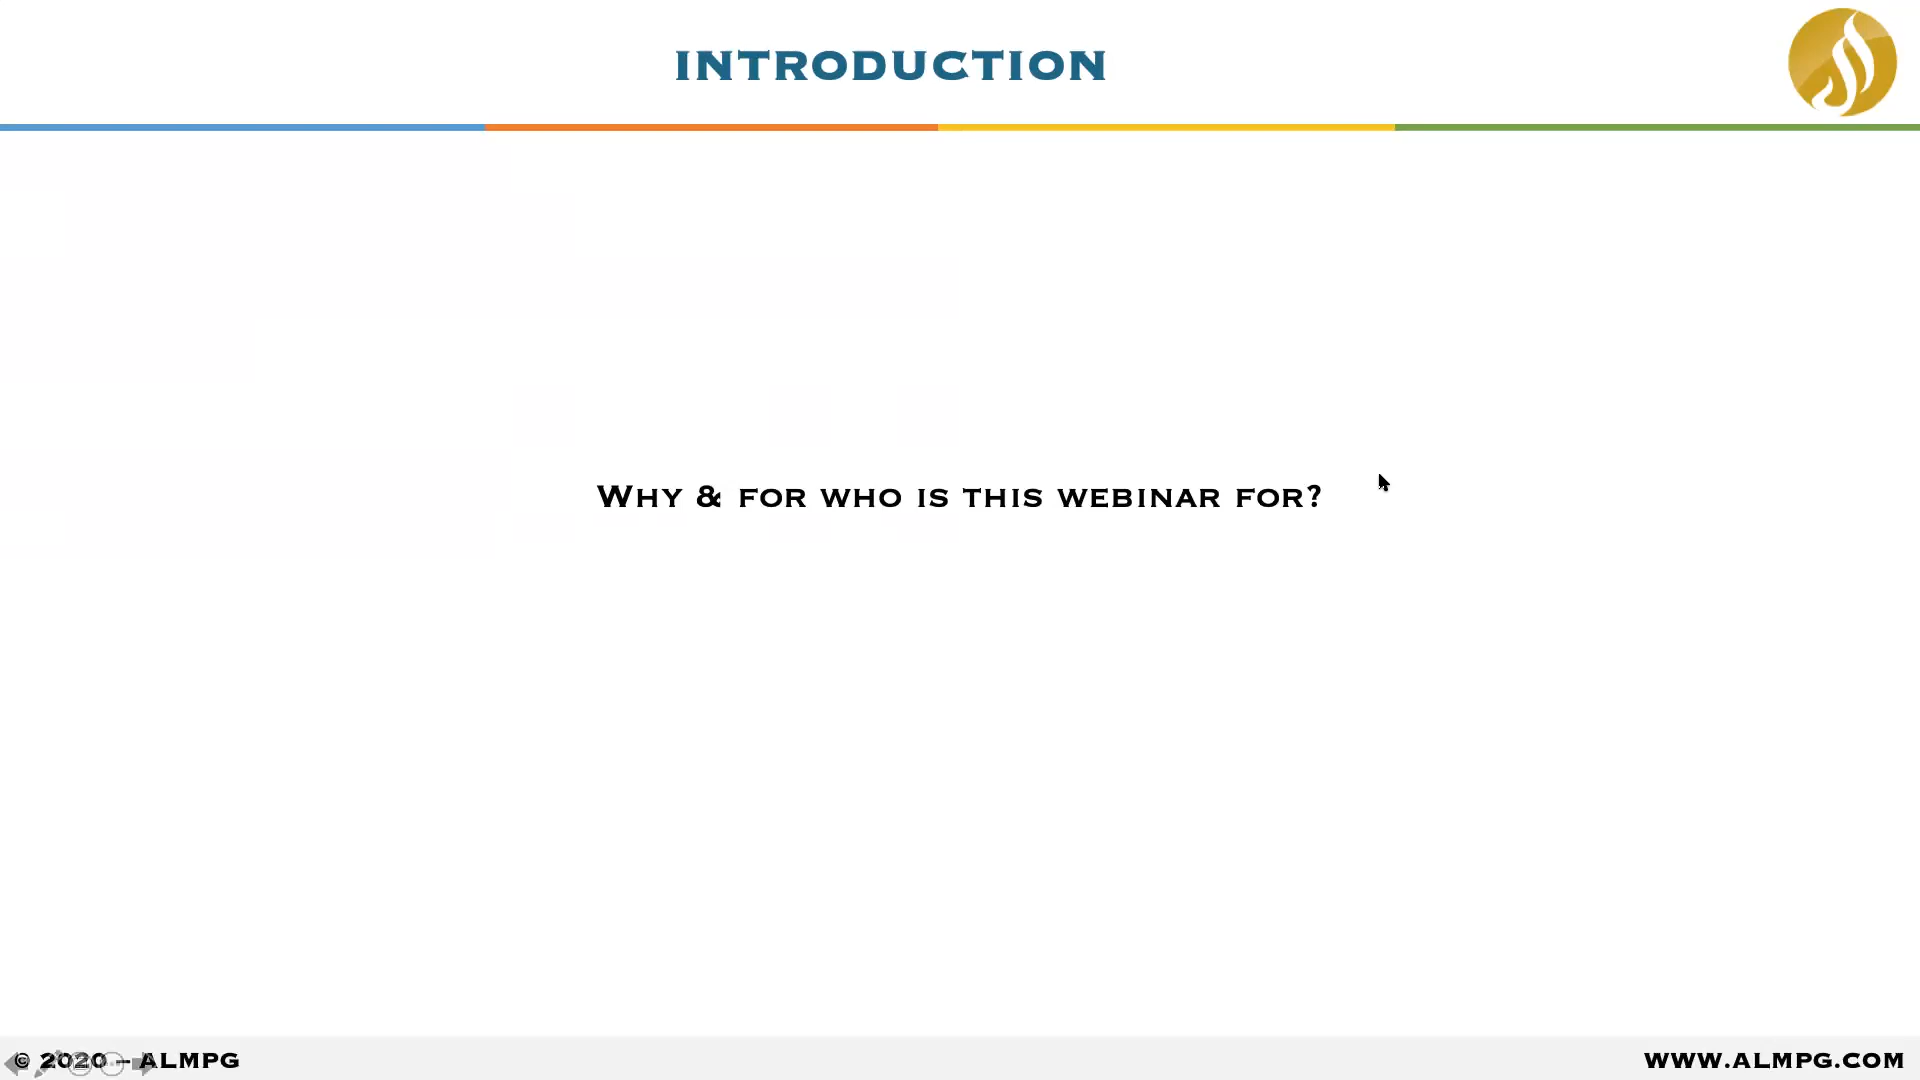 INTRODUCTION
WHY & FOR WHO IS THIS WEBINAR FOR?
© 2020 – ALMPG
WWW.ALMPG.COM